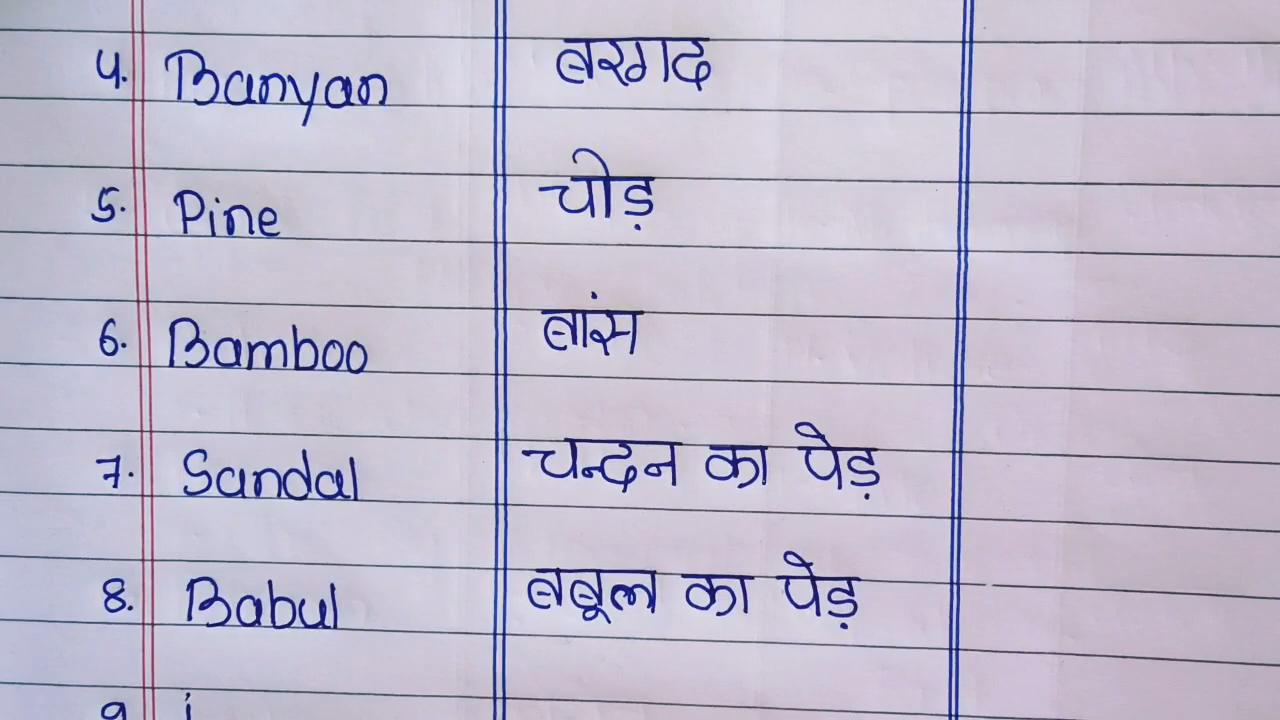 4. Banyan बरगद
5. Pine चीड़
6. Bamboo बांस
7. Sandal चन्दन का पेड़
8. Babul बबूल का पेड़